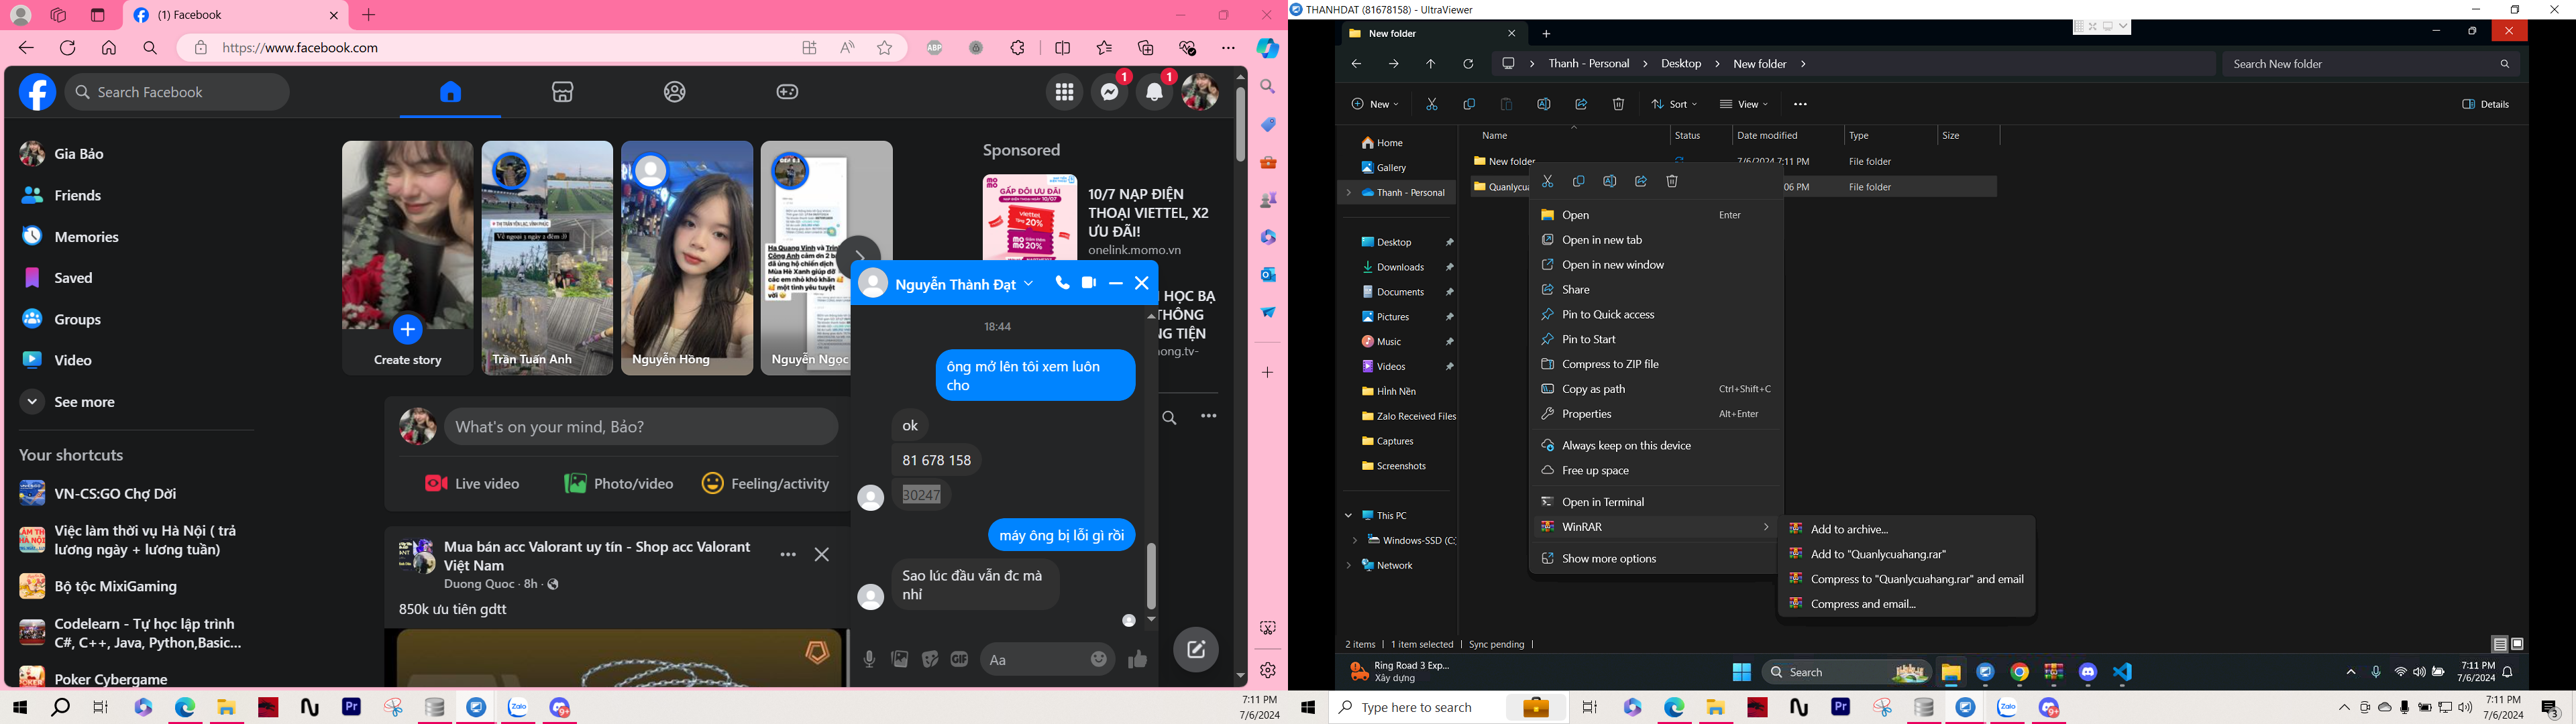 (1) Facebook
https://www.facebook.com
Search Facebook
1
1
Gia Bảo
Friends
Memories
Saved
Groups
Video
See more
Your shortcuts
VN-CS:GO Chợ Dời
Việc làm thời vụ Hà Nội ( trả
lương ngày + lương tuần)
Bộ tộc MixiGaming
Codelearn - Tự học lập trình
C#, C++, Java, Python,Basic...
Poker Cybergame
Create story
Trần Tuấn Anh
Nguyễn Hồng
Nguyễn Ngọc
Sponsored
10/7 NẠP ĐIỆN
THOẠI VIETTEL, X2
ƯU ĐÃI!
onelink.momo.vn
HỌC BẠ
THÔNG
TIỆN
ong.tv-
What's on your mind, Bảo?
Live video
Photo/video
Feeling/activity
Mua bán acc Valorant uy tín - Shop acc Valorant
Việt Nam
Duong Quoc · 8h ·
850k ưu tiên gdtt
Nguyễn Thành Đạt
18:44
ông mở lên tôi xem luôn
cho
ok
81 678 158
30247
máy ông bị lỗi gì rồi
Sao lúc đầu vẫn đc mà
nhỉ
Aa
7:11 PM
7/6/2024
THANHDAT (81678158) - UltraViewer
New folder
Thanh - Personal
Desktop
New folder
Search New folder
New
Sort
View
Details
Home
Gallery
Thanh - Personal
Desktop
Downloads
Documents
Pictures
Music
Videos
Hình Nền
Zalo Received Files
Captures
Screenshots
This PC
Windows-SSD (C:)
Network
Name
Status
Date modified
Type
Size
New folder
7/6/2024 7:11 PM
File folder
Quanlycua
06 PM
File folder
Open
Enter
Open in new tab
Open in new window
Share
Pin to Quick access
Pin to Start
Compress to ZIP file
Copy as path
Ctrl+Shift+C
Properties
Alt+Enter
Always keep on this device
Free up space
Open in Terminal
WinRAR
Show more options
Add to archive...
Add to "Quanlycuahang.rar"
Compress to "Quanlycuahang.rar" and email
Compress and email...
2 items
1 item selected
Sync pending
Ring Road 3 Exp...
Xây dựng
Search
7:11 PM
7/6/2024
Type here to search
7:11 PM
7/6/2024
3